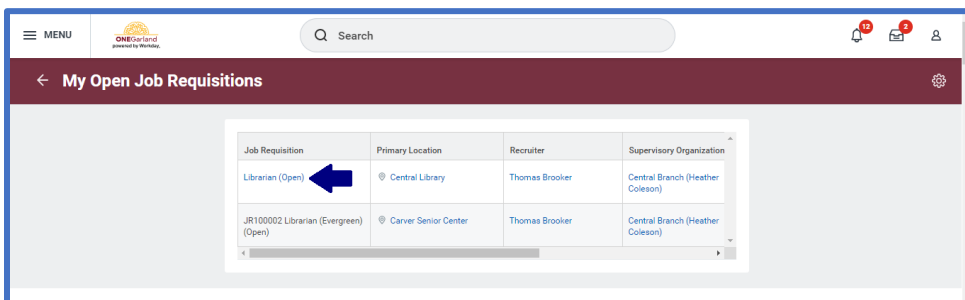 MENU
ONEGarland
powered by Workday.
Search
12
2
My Open Job Requisitions
Job Requisition Primary Location Recruiter Supervisory Organization
Librarian (Open) Central Library Thomas Brooker Central Branch (Heather
Coleson)
JR100002 Librarian (Evergreen) Carver Senior Center Thomas Brooker Central Branch (Heather
(Open) Coleson)